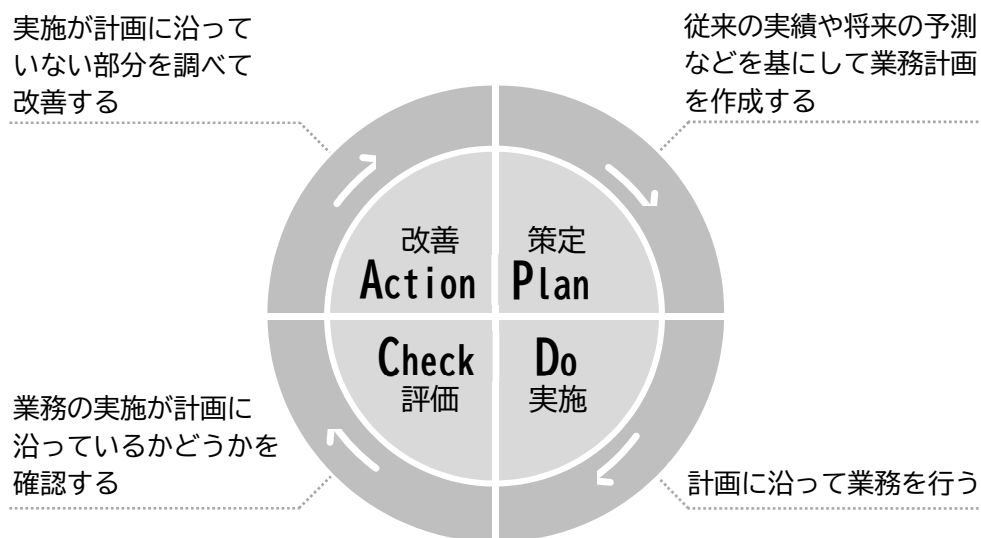 実施が計画に沿って
いない部分を調べて
改善する
従来の実績や将来の予測
などを基にして業務計画
を作成する
改善
Action
策定
Plan
Check
評価
Do
実施
業務の実施が計画に
沿っているかどうかを
確認する
計画に沿って業務を行う